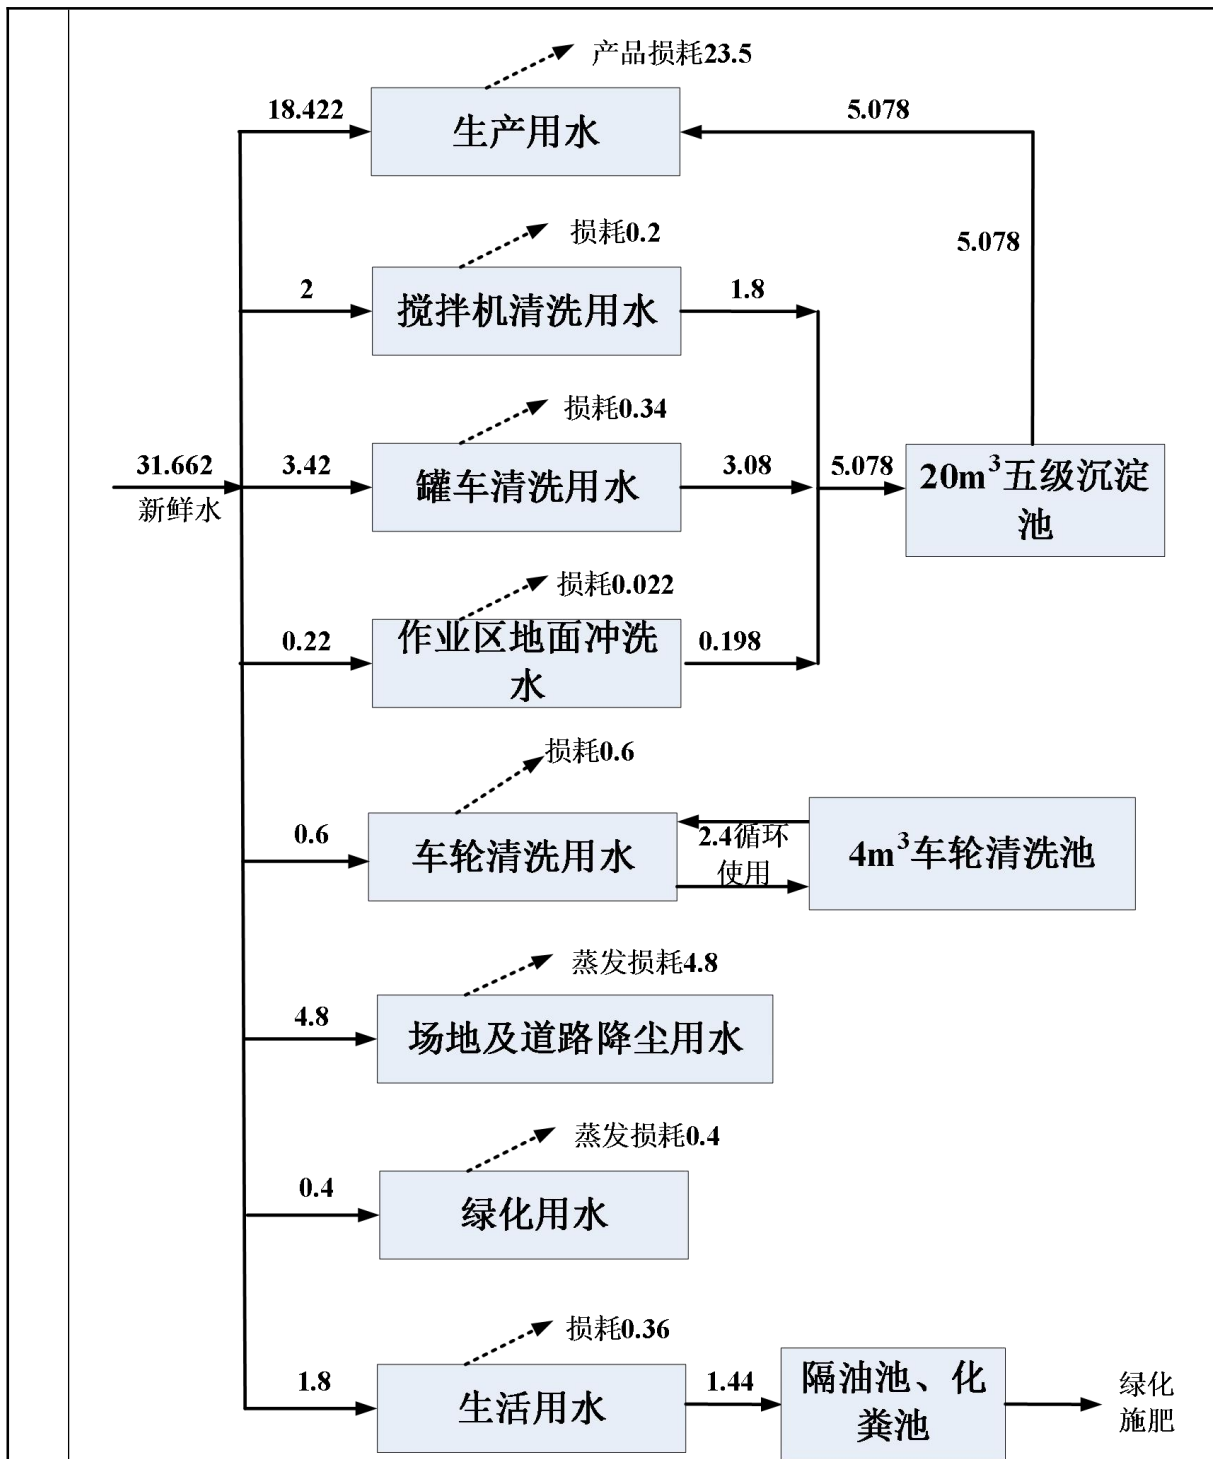 产品损耗23.5
18.422
生产用水
5.078
5.078
损耗0.2
2
搅拌机清洗用水
1.8
损耗0.34
31.662
新鲜水
3.42
罐车清洗用水
3.08
5.078
20m³五级沉淀
池
损耗0.022
0.22
作业区地面冲洗
水
0.198
损耗0.6
0.6
车轮清洗用水
2.4循环
使用
4m³车轮清洗池
蒸发损耗4.8
4.8
场地及道路降尘用水
蒸发损耗0.4
0.4
绿化用水
损耗0.36
1.8
生活用水
1.44
隔油池、化
粪池
绿化
施肥